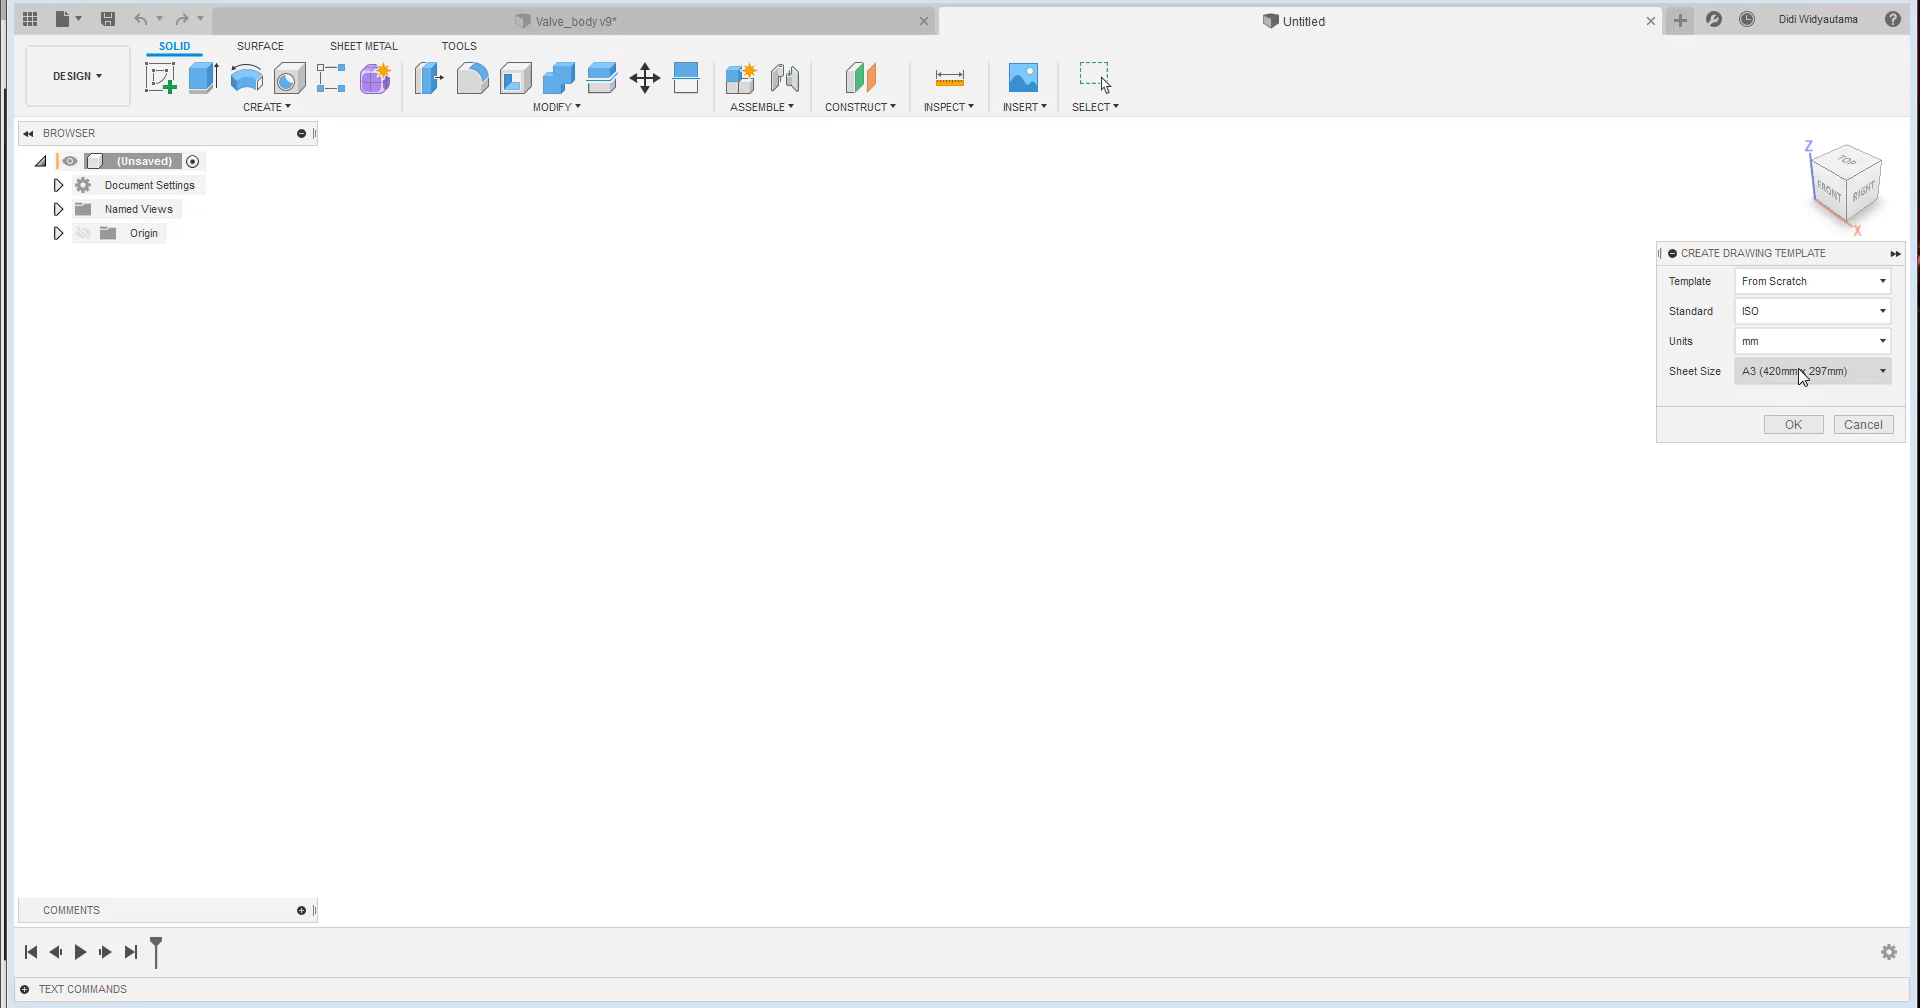 Valve_body v9*
Untitled
Didi Widyautama
DESIGN
SOLID
SURFACE
SHEET METAL
TOOLS
CREATE
MODIFY
ASSEMBLE
CONSTRUCT
INSPECT
INSERT
SELECT
BROWSER
(Unsaved)
Document Settings
Named Views
Origin
Z
TOP
FRONT
RIGHT
X
CREATE DRAWING TEMPLATE
Template From Scratch
Standard ISO
Units mm
Sheet Size A3 (420mm x 297mm)
OK Cancel
COMMENTS
TEXT COMMANDS